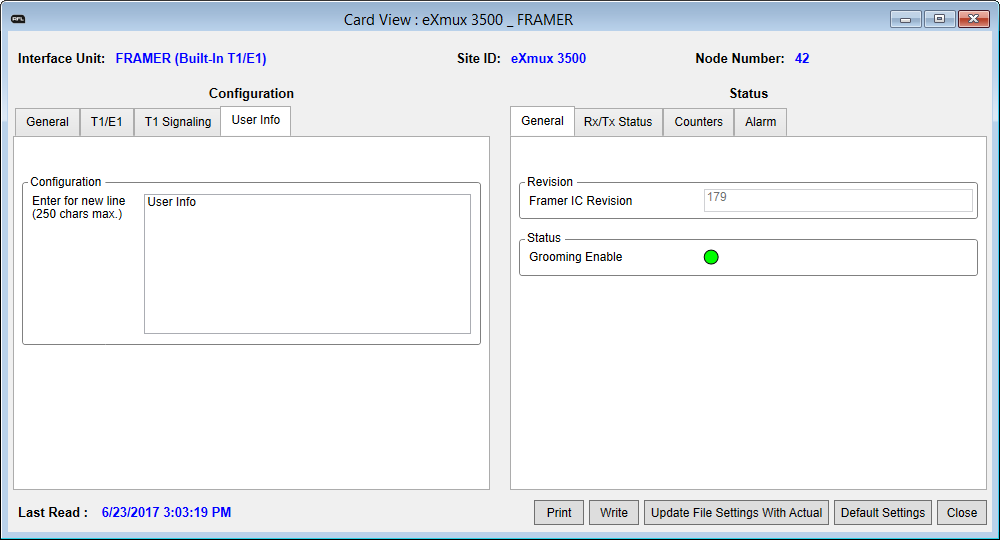 RFL
Card View : eXmux 3500 _ FRAMER
Interface Unit: FRAMER (Built-In T1/E1) Site ID: eXmux 3500 Node Number: 42
Configuration
General T1/E1 T1 Signaling User Info
Configuration
Enter for new line
(250 chars max.)
User Info
Status
General Rx/Tx Status Counters Alarm
Revision
Framer IC Revision 179
Status
Grooming Enable
Last Read : 6/23/2017 3:03:19 PM
Print Write Update File Settings With Actual Default Settings Close